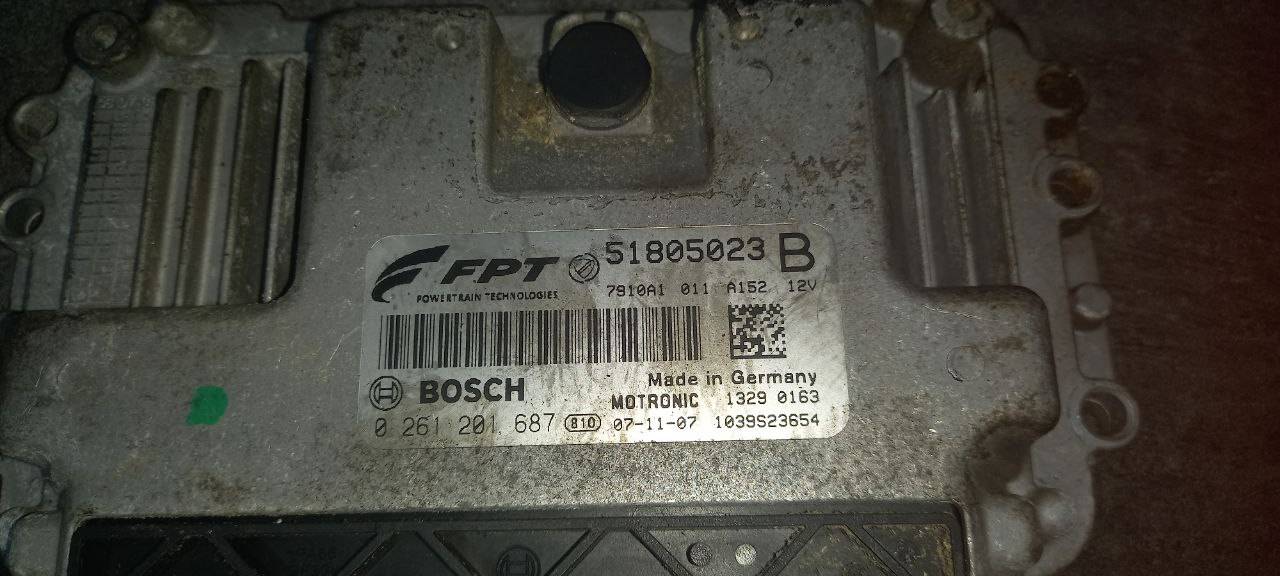 FPT 51805023 B
POWERTRAIN TECHNOLOGIES
7910A1 011 A152 12V
Made in Germany
BOSCH
MOTRONIC 1329 0163
0 261 201 687 810 07-11-07 1039S23654